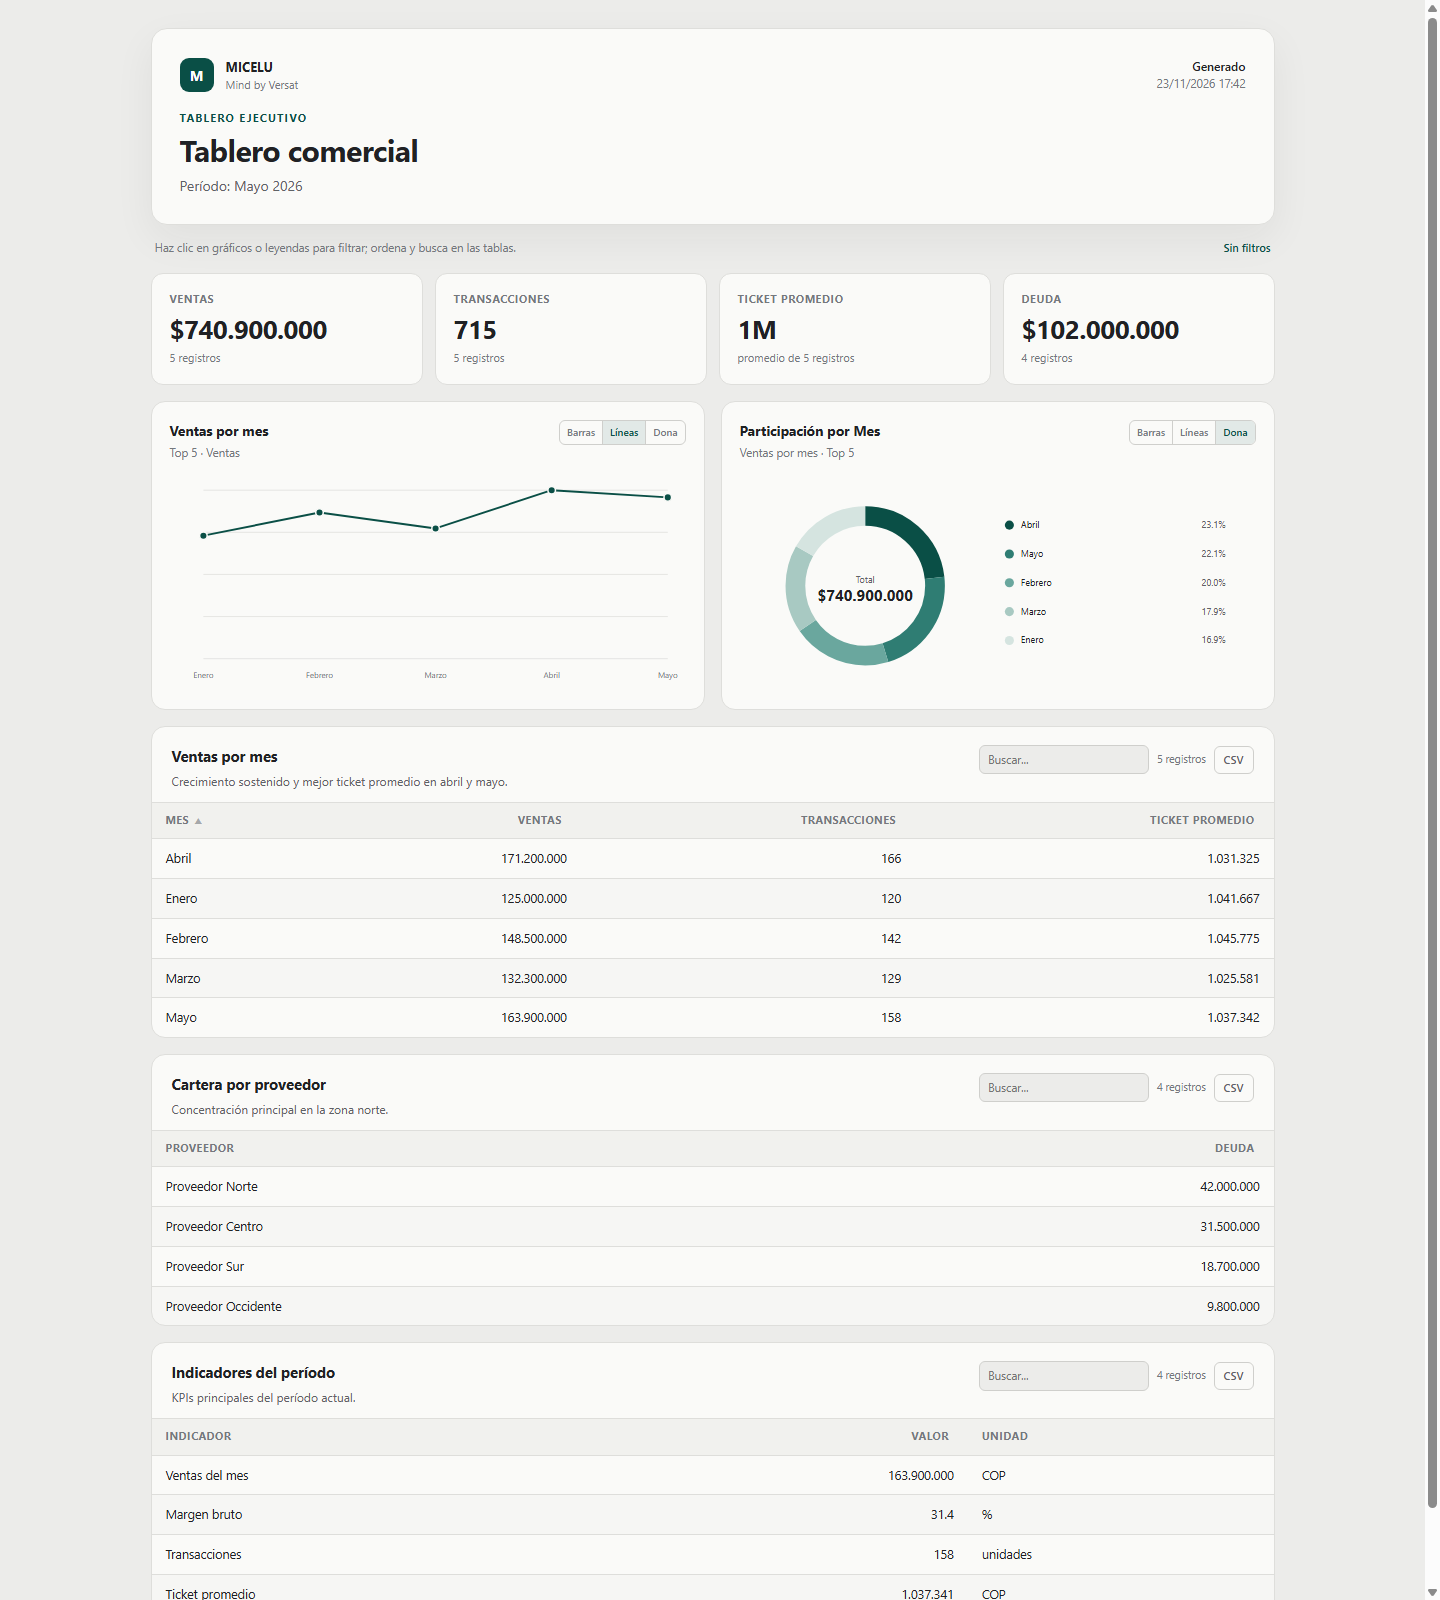 M
MICELU
Mind by Versat
Generado
23/11/2026 17:42
TABLERO EJECUTIVO
Tablero comercial
Período: Mayo 2026
Haz clic en gráficos o leyendas para filtrar; ordena y busca en las tablas.
Sin filtros
VENTAS
$740.900.000
5 registros
TRANSACCIONES
715
5 registros
TICKET PROMEDIO
1M
promedio de 5 registros
DEUDA
$102.000.000
4 registros
Ventas por mes
Top 5 · Ventas
Barras Líneas Dona
Enero Febrero Marzo Abril Mayo
Participación por Mes
Ventas por mes · Top 5
Barras Líneas Dona
Total
$740.900.000
Abril 23.1%
Mayo 22.1%
Febrero 20.0%
Marzo 17.9%
Enero 16.9%
Ventas por mes
Crecimiento sostenido y mejor ticket promedio en abril y mayo.
Buscar... 5 registros CSV
MES ▲ VENTAS TRANSACCIONES TICKET PROMEDIO
Abril 171.200.000 166 1.031.325
Enero 125.000.000 120 1.041.667
Febrero 148.500.000 142 1.045.775
Marzo 132.300.000 129 1.025.581
Mayo 163.900.000 158 1.037.342
Cartera por proveedor
Concentración principal en la zona norte.
Buscar... 4 registros CSV
PROVEEDOR DEUDA
Proveedor Norte 42.000.000
Proveedor Centro 31.500.000
Proveedor Sur 18.700.000
Proveedor Occidente 9.800.000
Indicadores del período
KPIs principales del período actual.
Buscar... 4 registros CSV
INDICADOR VALOR UNIDAD
Ventas del mes 163.900.000 COP
Margen bruto 31.4 %
Transacciones 158 unidades
Ticket promedio 1.037.341 COP